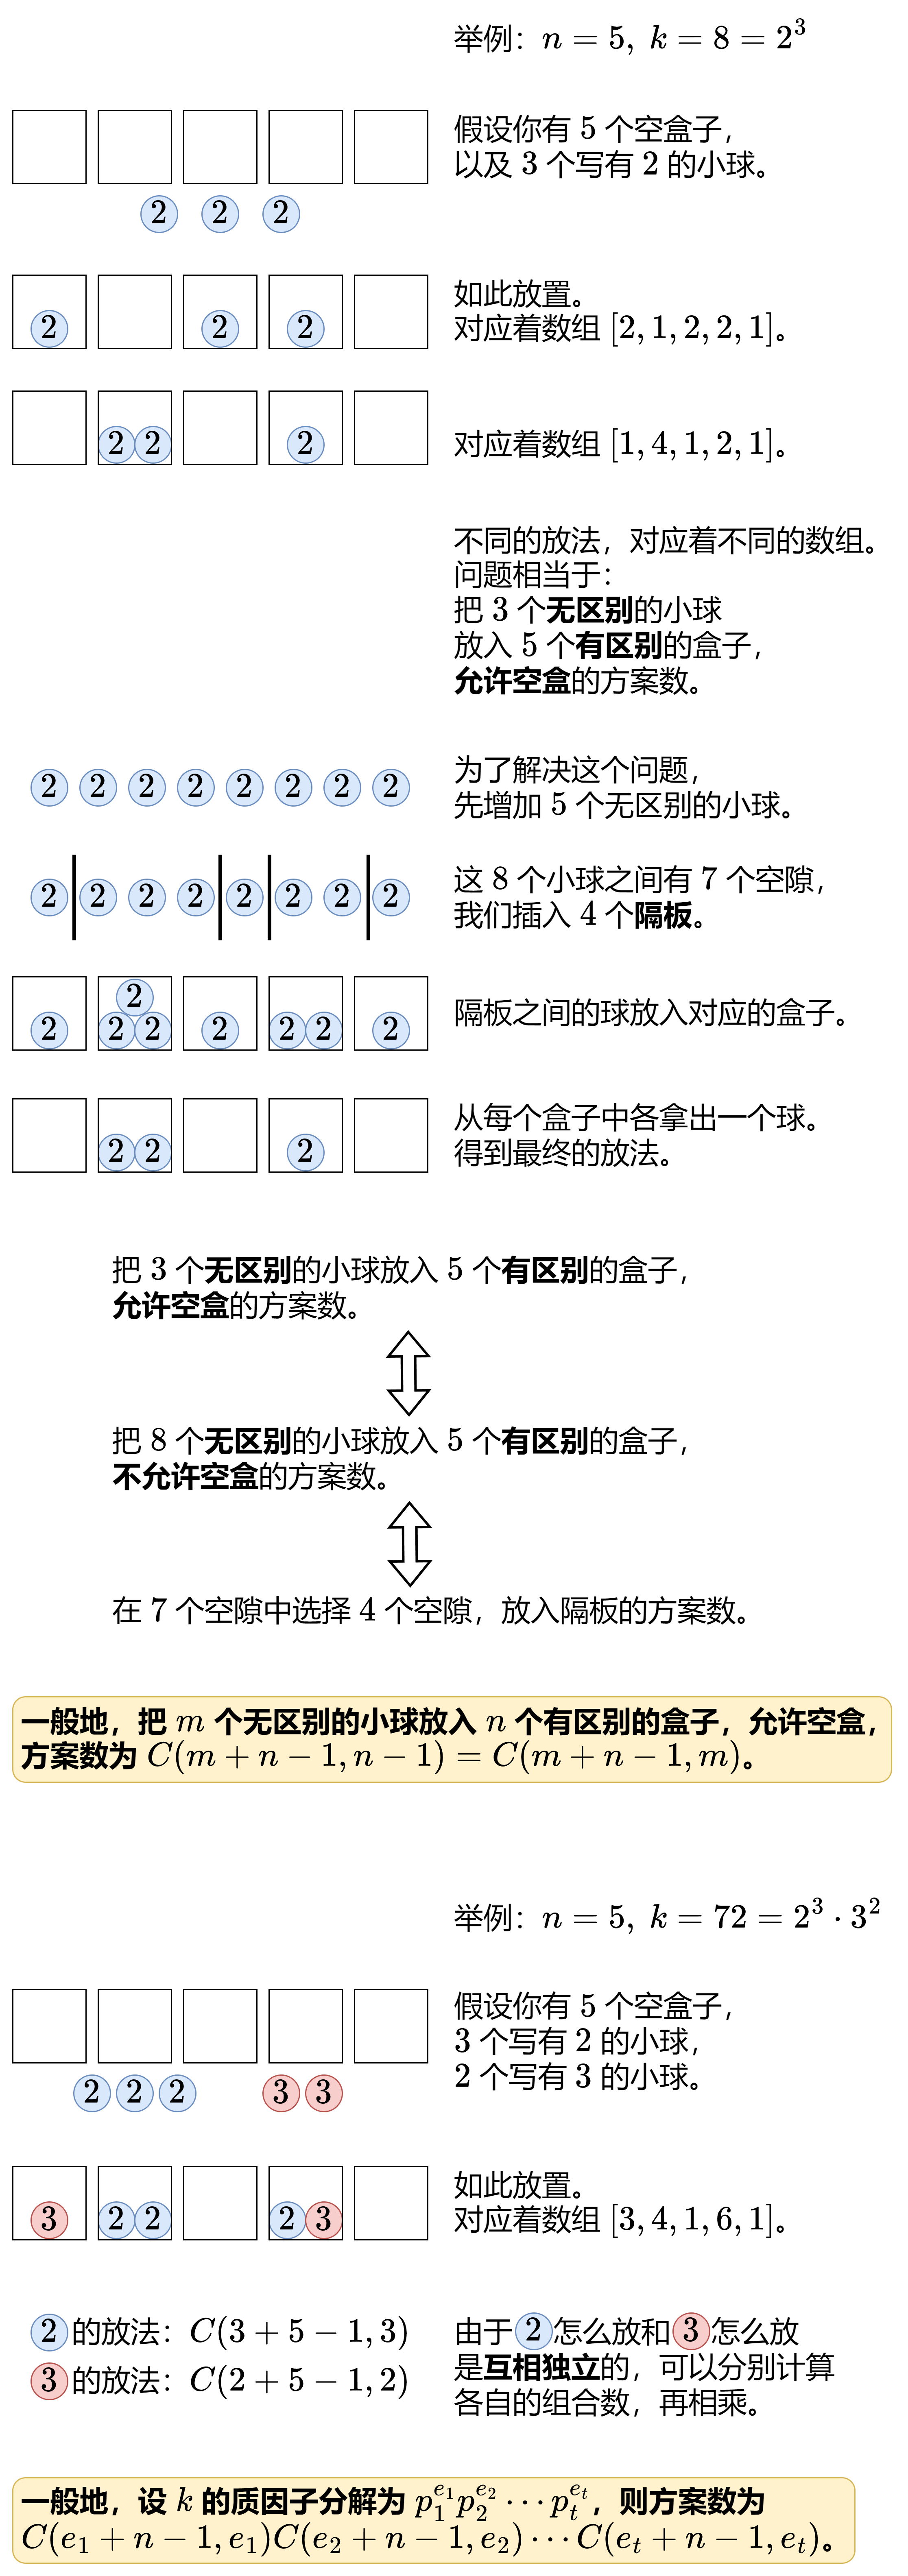 举例：n = 5, k = 8 = 2^3
假设你有 5 个空盒子，
以及 3 个写有 2 的小球。
2 2 2
如此放置。
2 2 2
对应着数组 [2, 1, 2, 2, 1]。
2 2 2
对应着数组 [1, 4, 1, 2, 1]。
不同的放法，对应着不同的数组。
问题相当于：
把 3 个无区别的小球
放入 5 个有区别的盒子，
允许空盒的方案数。
为了解决这个问题，
2 2 2 2 2 2 2 2
先增加 5 个无区别的小球。
这 8 个小球之间有 7 个空隙，
2 2 2 2 2 2 2 2
我们插入 4 个隔板。
2
2 2 2 2 2 2 2
隔板之间的球放入对应的盒子。
从每个盒子中各拿出一个球。
2 2 2
得到最终的放法。
把 3 个无区别的小球放入 5 个有区别的盒子，
允许空盒的方案数。
把 8 个无区别的小球放入 5 个有区别的盒子，
不允许空盒的方案数。
在 7 个空隙中选择 4 个空隙，放入隔板的方案数。
一般地，把 m 个无区别的小球放入 n 个有区别的盒子，允许空盒，
方案数为 C(m + n − 1, n − 1) = C(m + n − 1, m)。
举例：n = 5, k = 72 = 2^3 · 3^2
假设你有 5 个空盒子，
3 个写有 2 的小球，
2 个写有 3 的小球。
2 2 2 3 3
如此放置。
3 2 2 2 3
对应着数组 [3, 4, 1, 6, 1]。
2 的放法：C(3 + 5 − 1, 3)
3 的放法：C(2 + 5 − 1, 2)
由于 2 怎么放和 3 怎么放
是互相独立的，可以分别计算
各自的组合数，再相乘。
一般地，设 k 的质因子分解为 p_1^{e_1} p_2^{e_2} ··· p_t^{e_t}，则方案数为
C(e_1 + n − 1, e_1)C(e_2 + n − 1, e_2) ··· C(e_t + n − 1, e_t)。